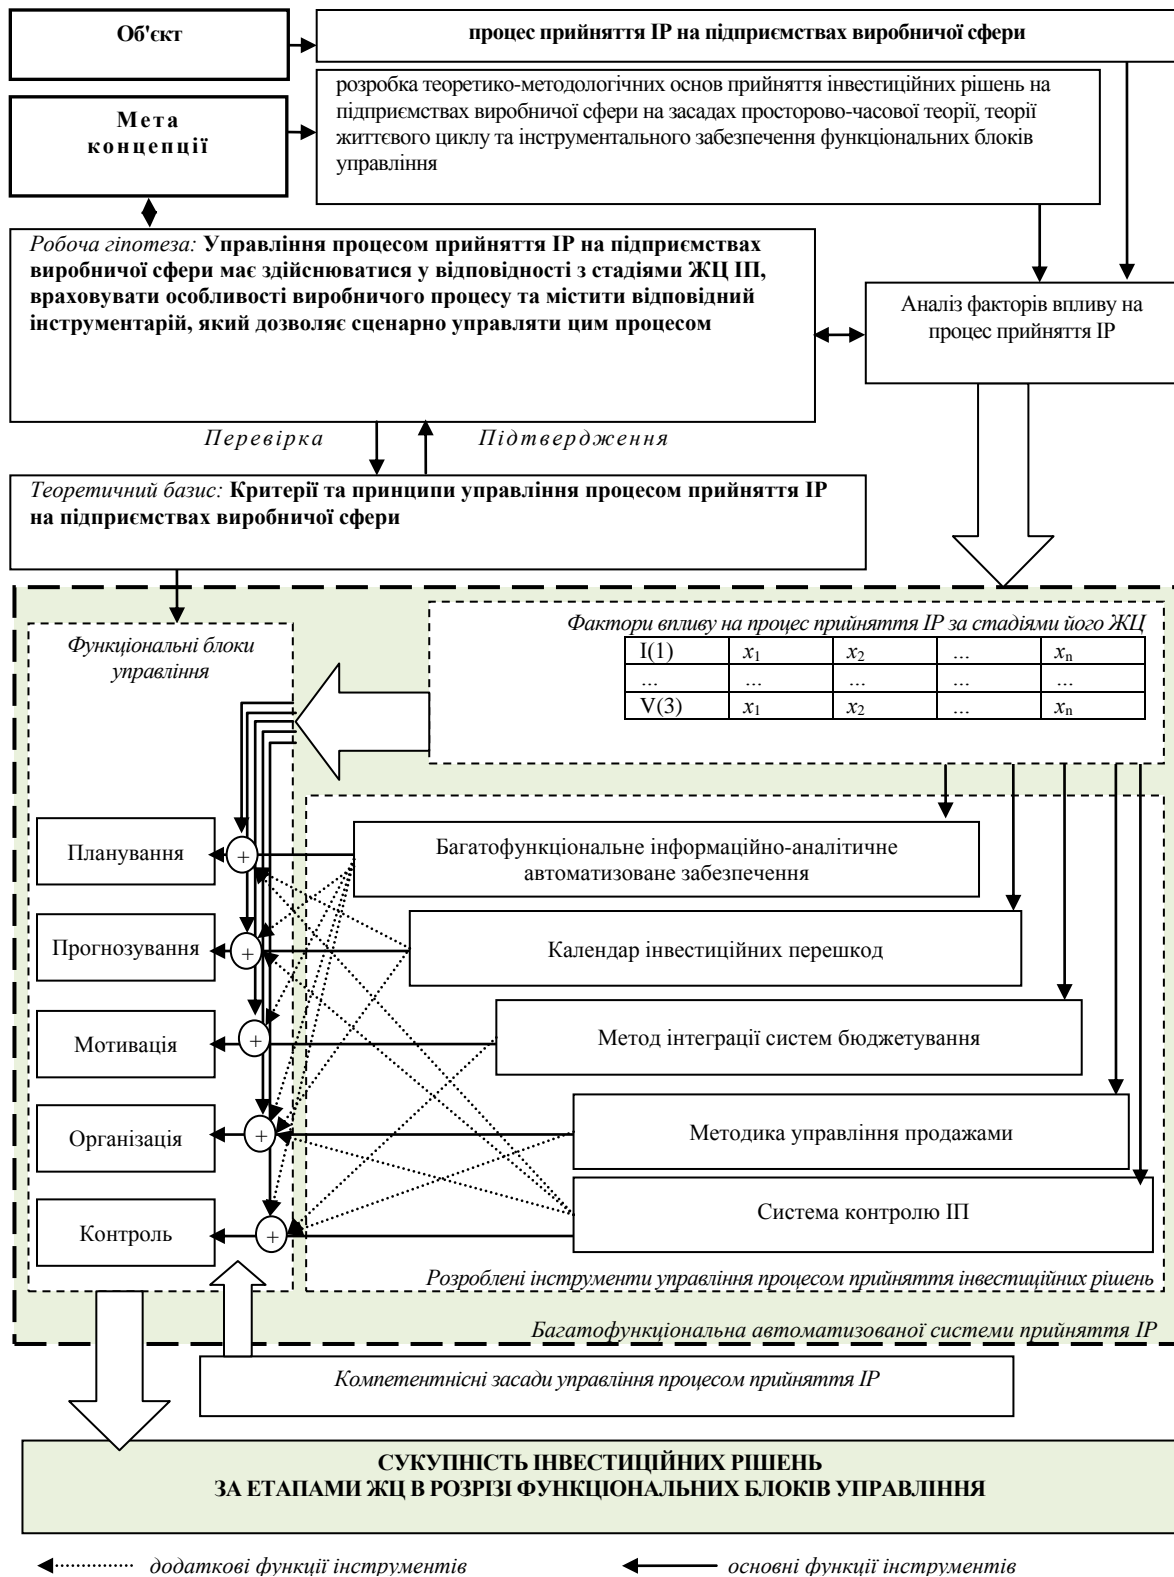 Об'єкт
процес прийняття ІР на підприємствах виробничої сфери
Мета
концепції
розробка теоретико-методологічних основ прийняття інвестиційних рішень на
підприємствах виробничої сфери на засадах просторово-часової теорії, теорії
життєвого циклу та інструментального забезпечення функціональних блоків
управління
Робоча гіпотеза: Управління процесом прийняття ІР на підприємствах
виробничої сфери має здійснюватися у відповідності з стадіями ЖЦ ІП,
враховувати особливості виробничого процесу та містити відповідний
інструментарій, який дозволяє сценарно управляти цим процесом
Аналіз факторів впливу на
процес прийняття ІР
Перевірка Підтвердження
Теоретичний базис: Критерії та принципи управління процесом прийняття ІР
на підприємствах виробничої сфери
Функціональні блоки
управління
Фактори впливу на процес прийняття ІР за стадіями його ЖЦ
І(1) x1 x2 ... xn
... ... ... ... ...
V(3) x1 x2 ... xn
Планування
+
Багатофункціональне інформаційно-аналітичне
автоматизоване забезпечення
Прогнозування
+
Календар інвестиційних перешкод
Мотивація
+
Метод інтеграції систем бюджетування
Організація
+
Методика управління продажами
Контроль
+
Система контролю ІП
Розроблені інструменти управління процесом прийняття інвестиційних рішень
Багатофункціональна автоматизованої системи прийняття ІР
Компетентнісні засади управління процесом прийняття ІР
СУКУПНІСТЬ ІНВЕСТИЦІЙНИХ РІШЕНЬ
ЗА ЕТАПАМИ ЖЦ В РОЗРІЗІ ФУНКЦІОНАЛЬНИХ БЛОКІВ УПРАВЛІННЯ
додаткові функції інструментів основні функції інструментів